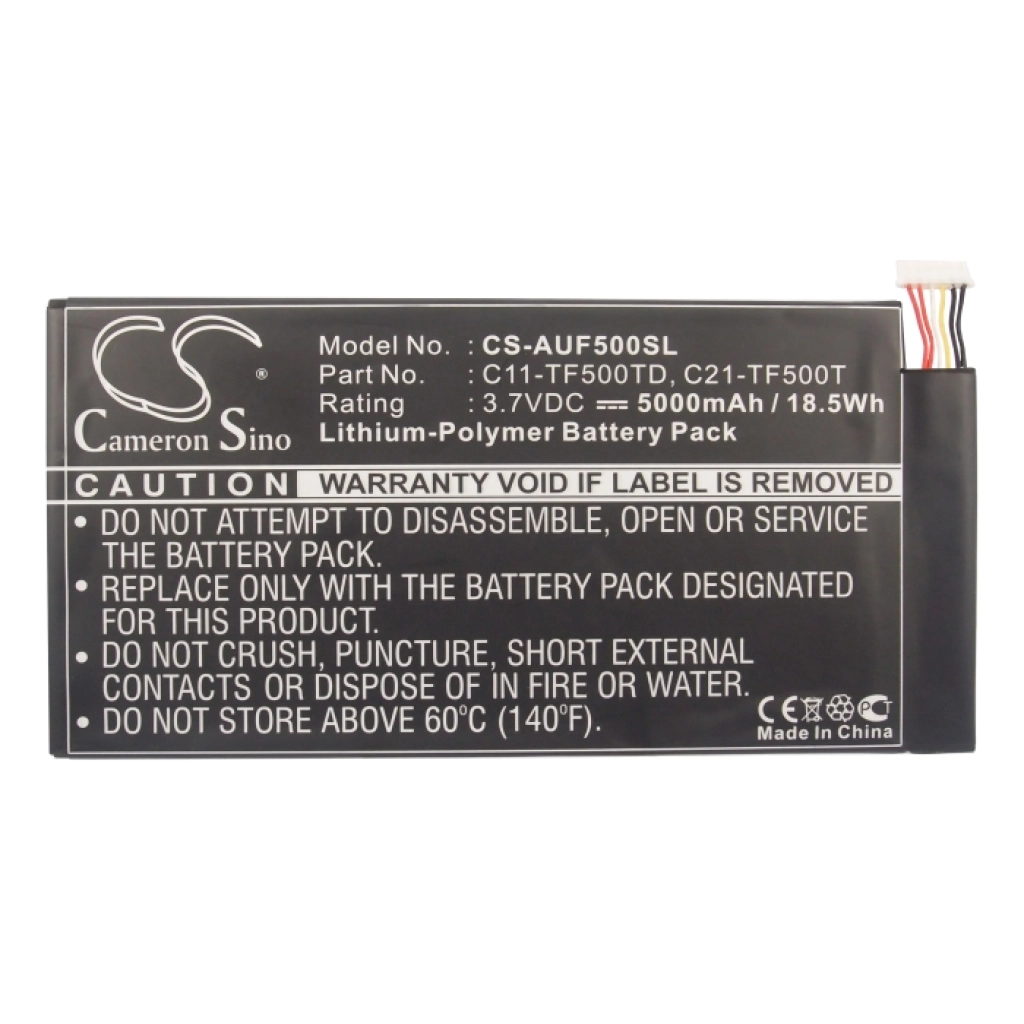 CS
®
Cameron Sino
Model No. : CS-AUF500SL
Part No. : C11-TF500TD, C21-TF500T
Rating : 3.7VDC ⎓ 5000mAh / 18.5Wh
Lithium-Polymer Battery Pack
CAUTION WARRANTY VOID IF LABEL IS REMOVED
• DO NOT ATTEMPT TO DISASSEMBLE, OPEN OR SERVICE
THE BATTERY PACK.
• REPLACE ONLY WITH THE BATTERY PACK DESIGNATED
FOR THIS PRODUCT.
• DO NOT CRUSH, PUNCTURE, SHORT EXTERNAL
CONTACTS OR DISPOSE OF IN FIRE OR WATER.
• DO NOT STORE ABOVE 60°C (140°F).
CE PCT
Made In China